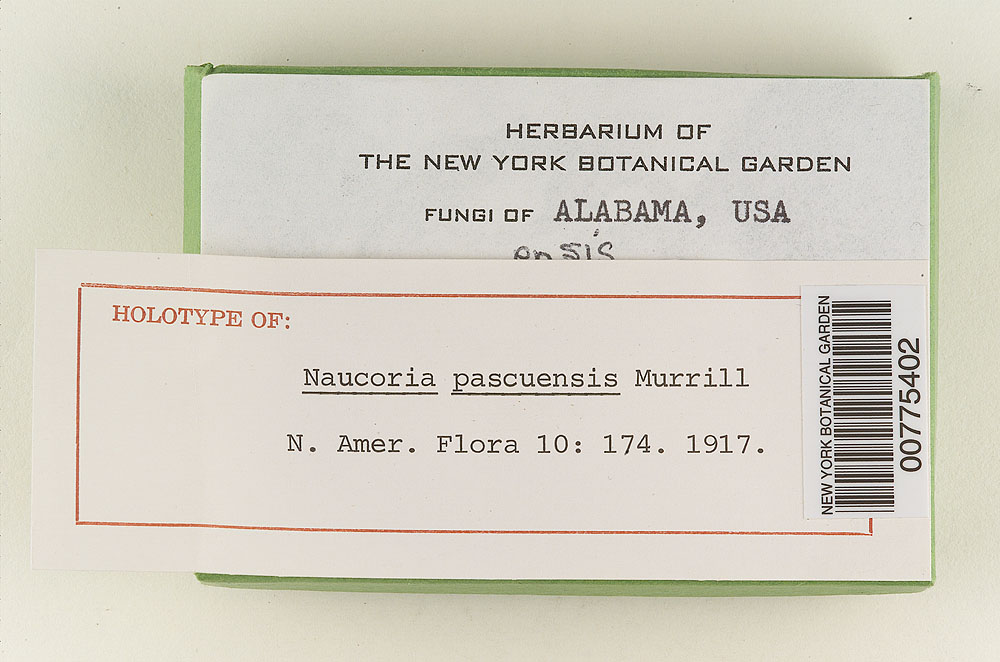 HERBARIUM OF
THE NEW YORK BOTANICAL GARDEN
FUNGI OF ALABAMA, USA
ensis
HOLOTYPE OF:
Naucoria pascuensis Murrill
N. Amer. Flora 10: 174. 1917.
NEW YORK BOTANICAL GARDEN
00775402